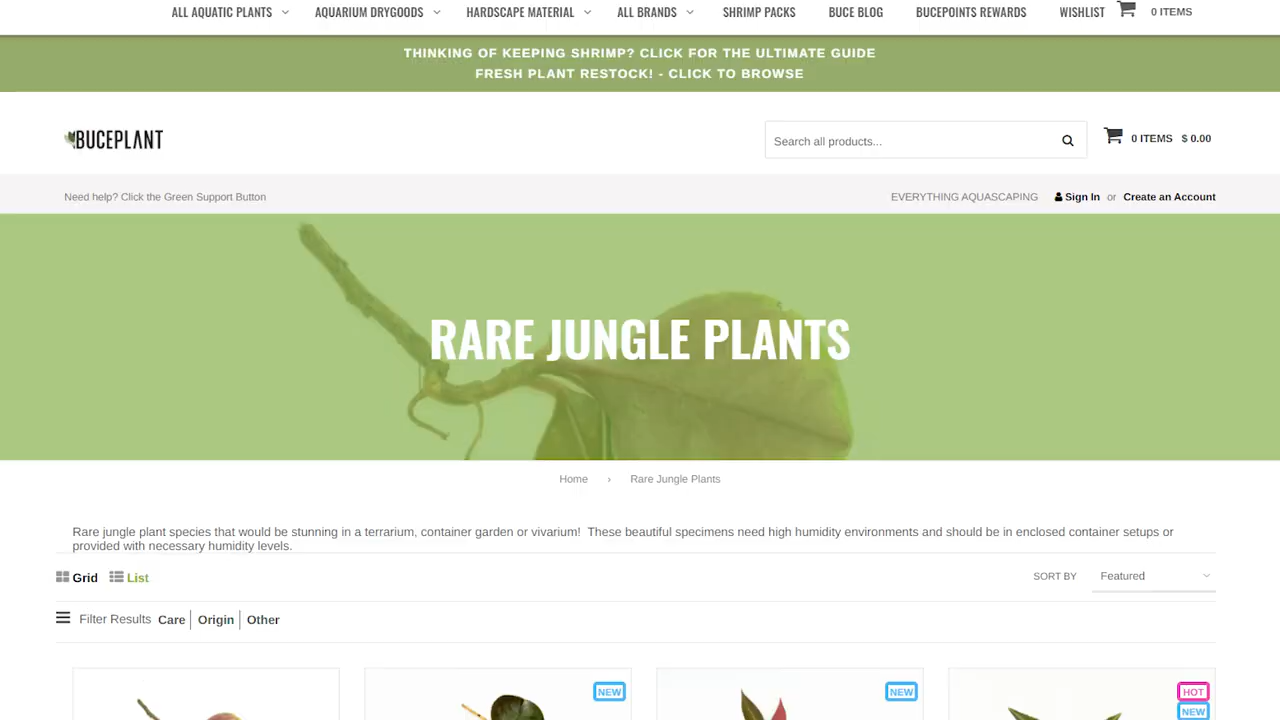 ALL AQUATIC PLANTS AQUARIUM DRYGOODS HARDSCAPE MATERIAL ALL BRANDS SHRIMP PACKS BUCE BLOG BUCEPOINTS REWARDS WISHLIST 0 ITEMS
THINKING OF KEEPING SHRIMP? CLICK FOR THE ULTIMATE GUIDE
FRESH PLANT RESTOCK! - CLICK TO BROWSE
BUCEPLANT
Search all products...
0 ITEMS $ 0.00
Need help? Click the Green Support Button
EVERYTHING AQUASCAPING Sign In or Create an Account
RARE JUNGLE PLANTS
Home › Rare Jungle Plants
Rare jungle plant species that would be stunning in a terrarium, container garden or vivarium! These beautiful specimens need high humidity environments and should be in enclosed container setups or
provided with necessary humidity levels.
Grid List
SORT BY Featured
Filter Results Care Origin Other
NEW
NEW
HOT
NEW